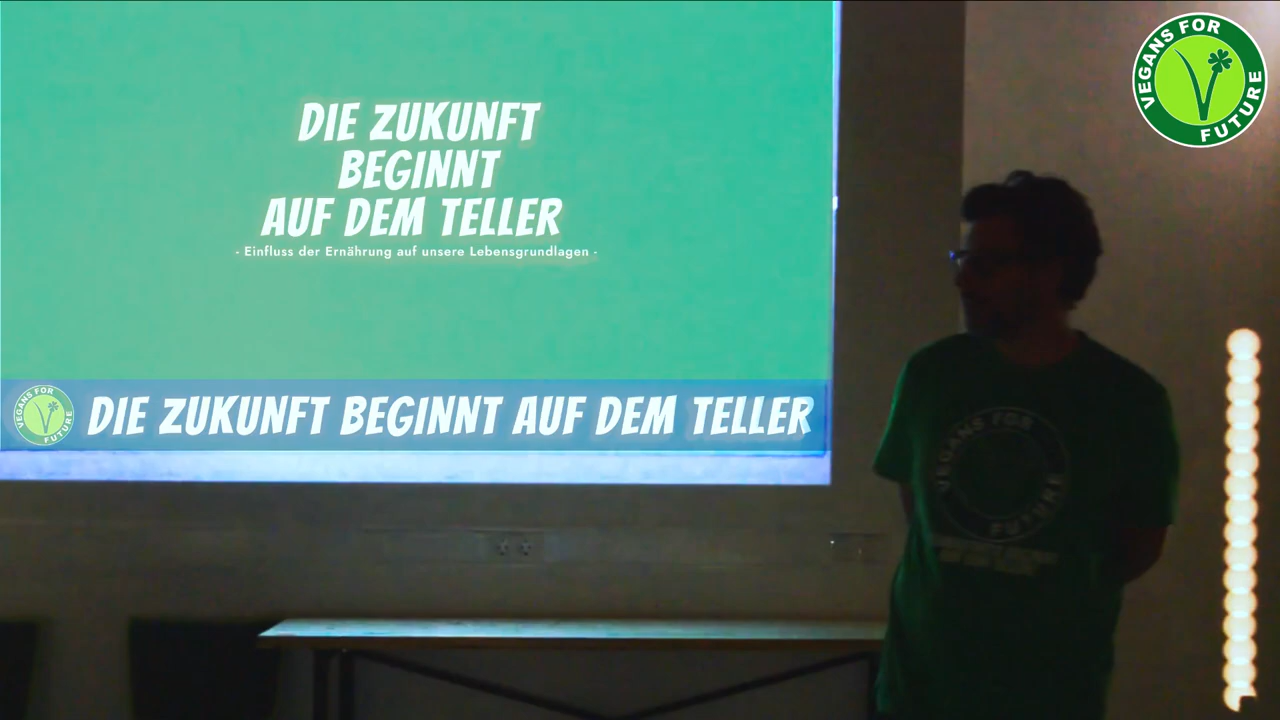 VEGANS FOR
FUTURE
DIE ZUKUNFT
BEGINNT
AUF DEM TELLER
- Einfluss der Ernährung auf unsere Lebensgrundlagen -
VEGANS FOR
FUTURE
DIE ZUKUNFT BEGINNT AUF DEM TELLER
VEGANS FOR
FUTURE